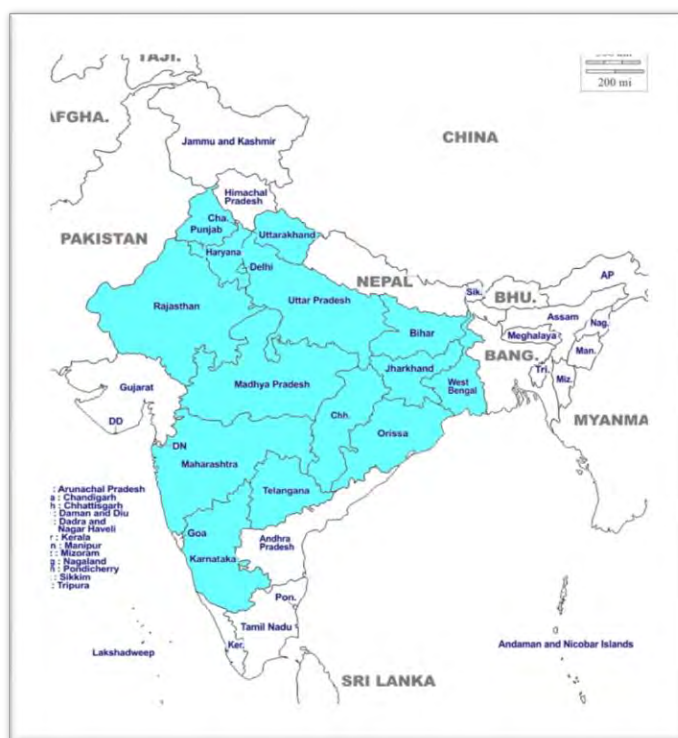 TAJI.
AFGHA.
200 mi
CHINA
Jammu and Kashmir
Himachal
Pradesh
Cha.
Punjab
PAKISTAN
Uttarakhand
Haryana
Delhi
NEPAL
Sik.
BHU.
AP
Rajasthan
Uttar Pradesh
Assam
Nag.
Bihar
Meghalaya
BANG.
Man.
Jharkhand
Tri.
Miz.
Gujarat
Madhya Pradesh
West
Bengal
DD
Chh.
MYANMA
Orissa
DN
Maharashtra
: Arunachal Pradesh
a : Chandigarh
h : Chhattisgarh
: Daman and Diu
: Dadra and
Nagar Haveli
r : Kerala
n : Manipur
: Mizoram
a : Nagaland
h : Pondicherry
: Sikkim
: Tripura
Telangana
Goa
Andhra
Pradesh
Karnataka
Pon.
Tamil Nadu
Ker.
Lakshadweep
Andaman and Nicobar Islands
SRI LANKA